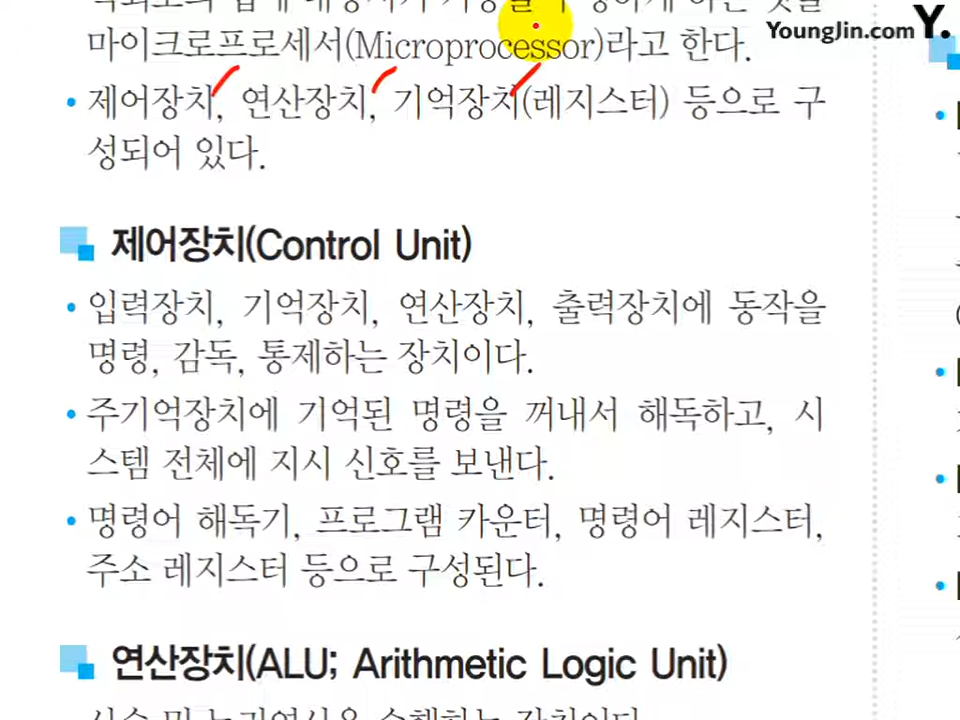 YoungJin.com Y.
마이크로프로세서(Microprocessor)라고 한다.
• 제어장치, 연산장치, 기억장치(레지스터) 등으로 구
성되어 있다.
제어장치(Control Unit)
• 입력장치, 기억장치, 연산장치, 출력장치에 동작을
명령, 감독, 통제하는 장치이다.
• 주기억장치에 기억된 명령을 꺼내서 해독하고, 시
스템 전체에 지시 신호를 보낸다.
• 명령어 해독기, 프로그램 카운터, 명령어 레지스터,
주소 레지스터 등으로 구성된다.
연산장치(ALU; Arithmetic Logic Unit)